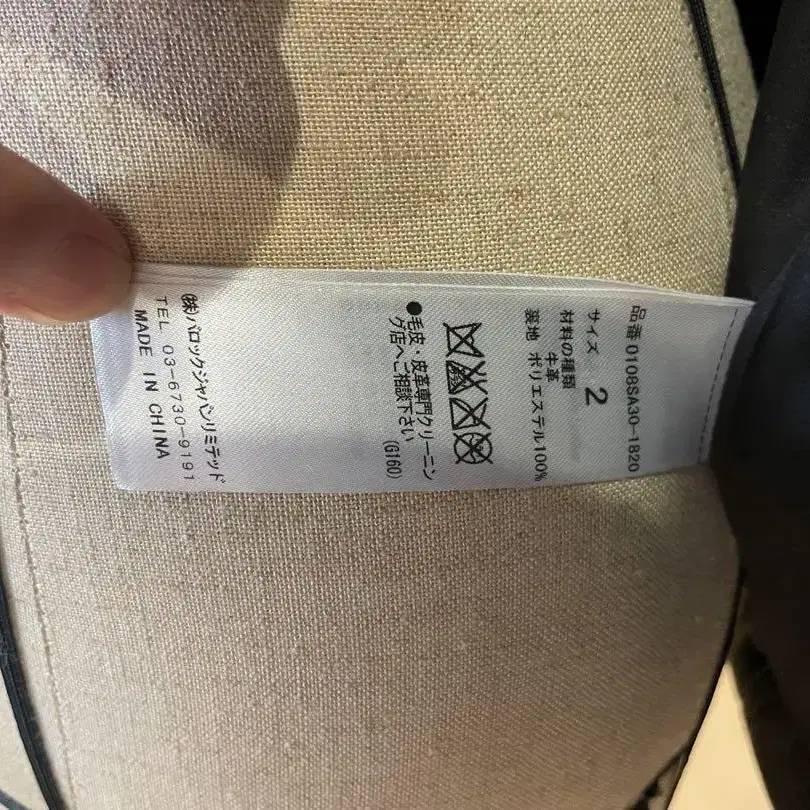 品番 0108SA30-1820
サイズ 2
材料の種類
牛革
裏地 ポリエステル100%
●毛皮・皮革専門クリーニン
グ店へご相談下さい
(G160)
(株)バロックジャパンリミテッド
TEL 03-6730-9191
MADE IN CHINA